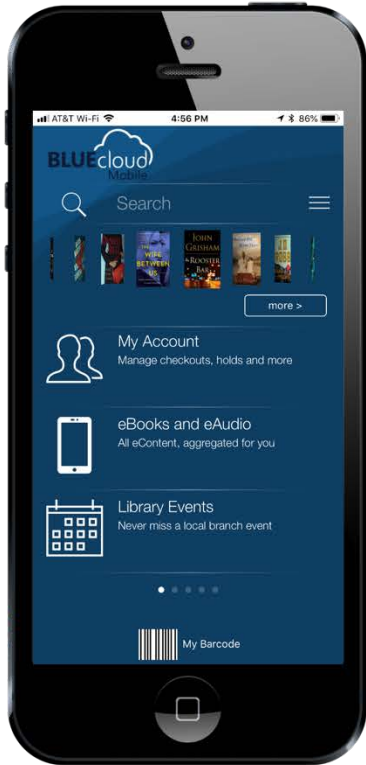 AT&T Wi-Fi 4:56 PM 86%
BLUEcloud
Mobile
Search
THE
WIFE
BETWEEN
US
JOHN
GRISHAM
THE ROOSTER
BAR
more >
My Account
Manage checkouts, holds and more
eBooks and eAudio
All eContent, aggregated for you
Library Events
Never miss a local branch event
My Barcode